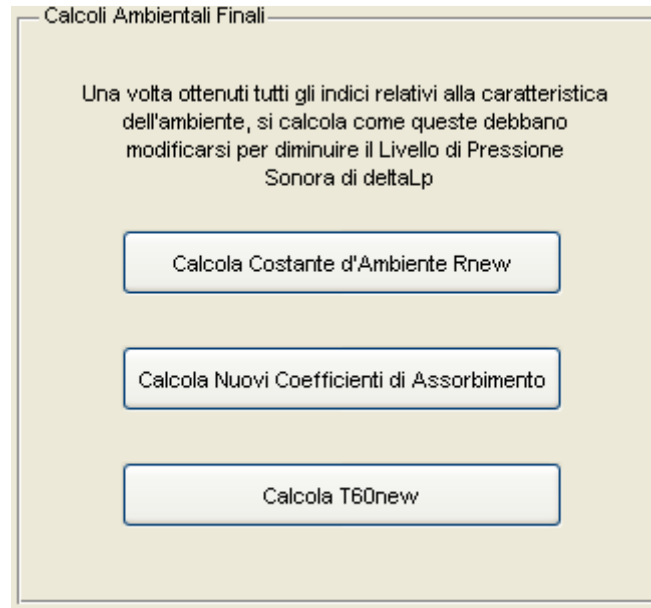 Calcoli Ambientali Finali
Una volta ottenuti tutti gli indici relativi alla caratteristica
dell'ambiente, si calcola come queste debbano
modificarsi per diminuire il Livello di Pressione
Sonora di deltaLp
Calcola Costante d'Ambiente Rnew
Calcola Nuovi Coefficienti di Assorbimento
Calcola T60new